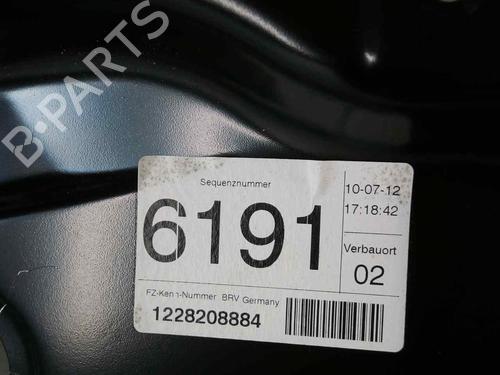 B-PARTS
Sequenznummer
6191
10-07-12
17:18:42
Verbauort
02
FZ-Kenn-Nummer BRV Germany
1228208884